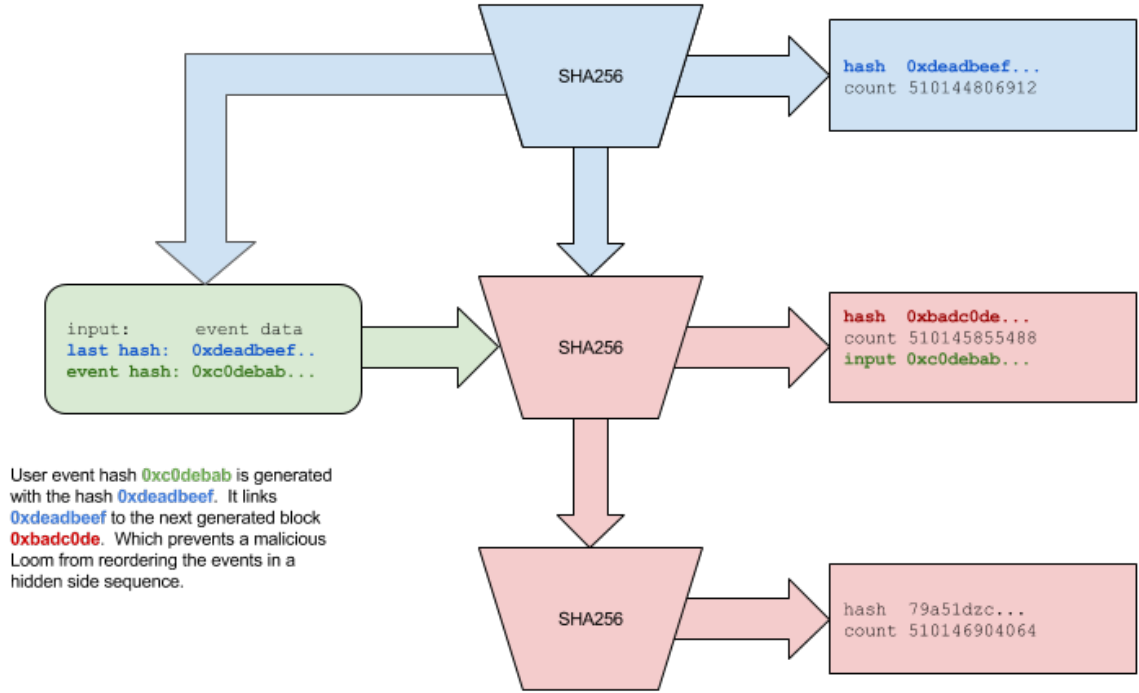 SHA256
hash 0xdeadbeef...
count 510144806912
input: event data
last hash: 0xdeadbeef..
event hash: 0xc0debab...
SHA256
hash 0xbadc0de...
count 510145855488
input 0xc0debab...
User event hash 0xc0debab is generated
with the hash 0xdeadbeef. It links
0xdeadbeef to the next generated block
0xbadc0de. Which prevents a malicious
Loom from reordering the events in a
hidden side sequence.
SHA256
hash 79a51dzc...
count 510146904064